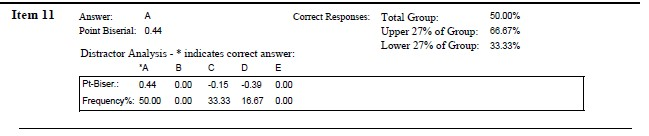 Item 11 Answer: A Correct Responses: Total Group: 50.00%
Point Biserial: 0.44 Upper 27% of Group: 66.67%
Lower 27% of Group: 33.33%
Distractor Analysis - * indicates correct answer:
*A B C D E
Pt-Biser.: 0.44 0.00 -0.15 -0.39 0.00
Frequency%: 50.00 0.00 33.33 16.67 0.00